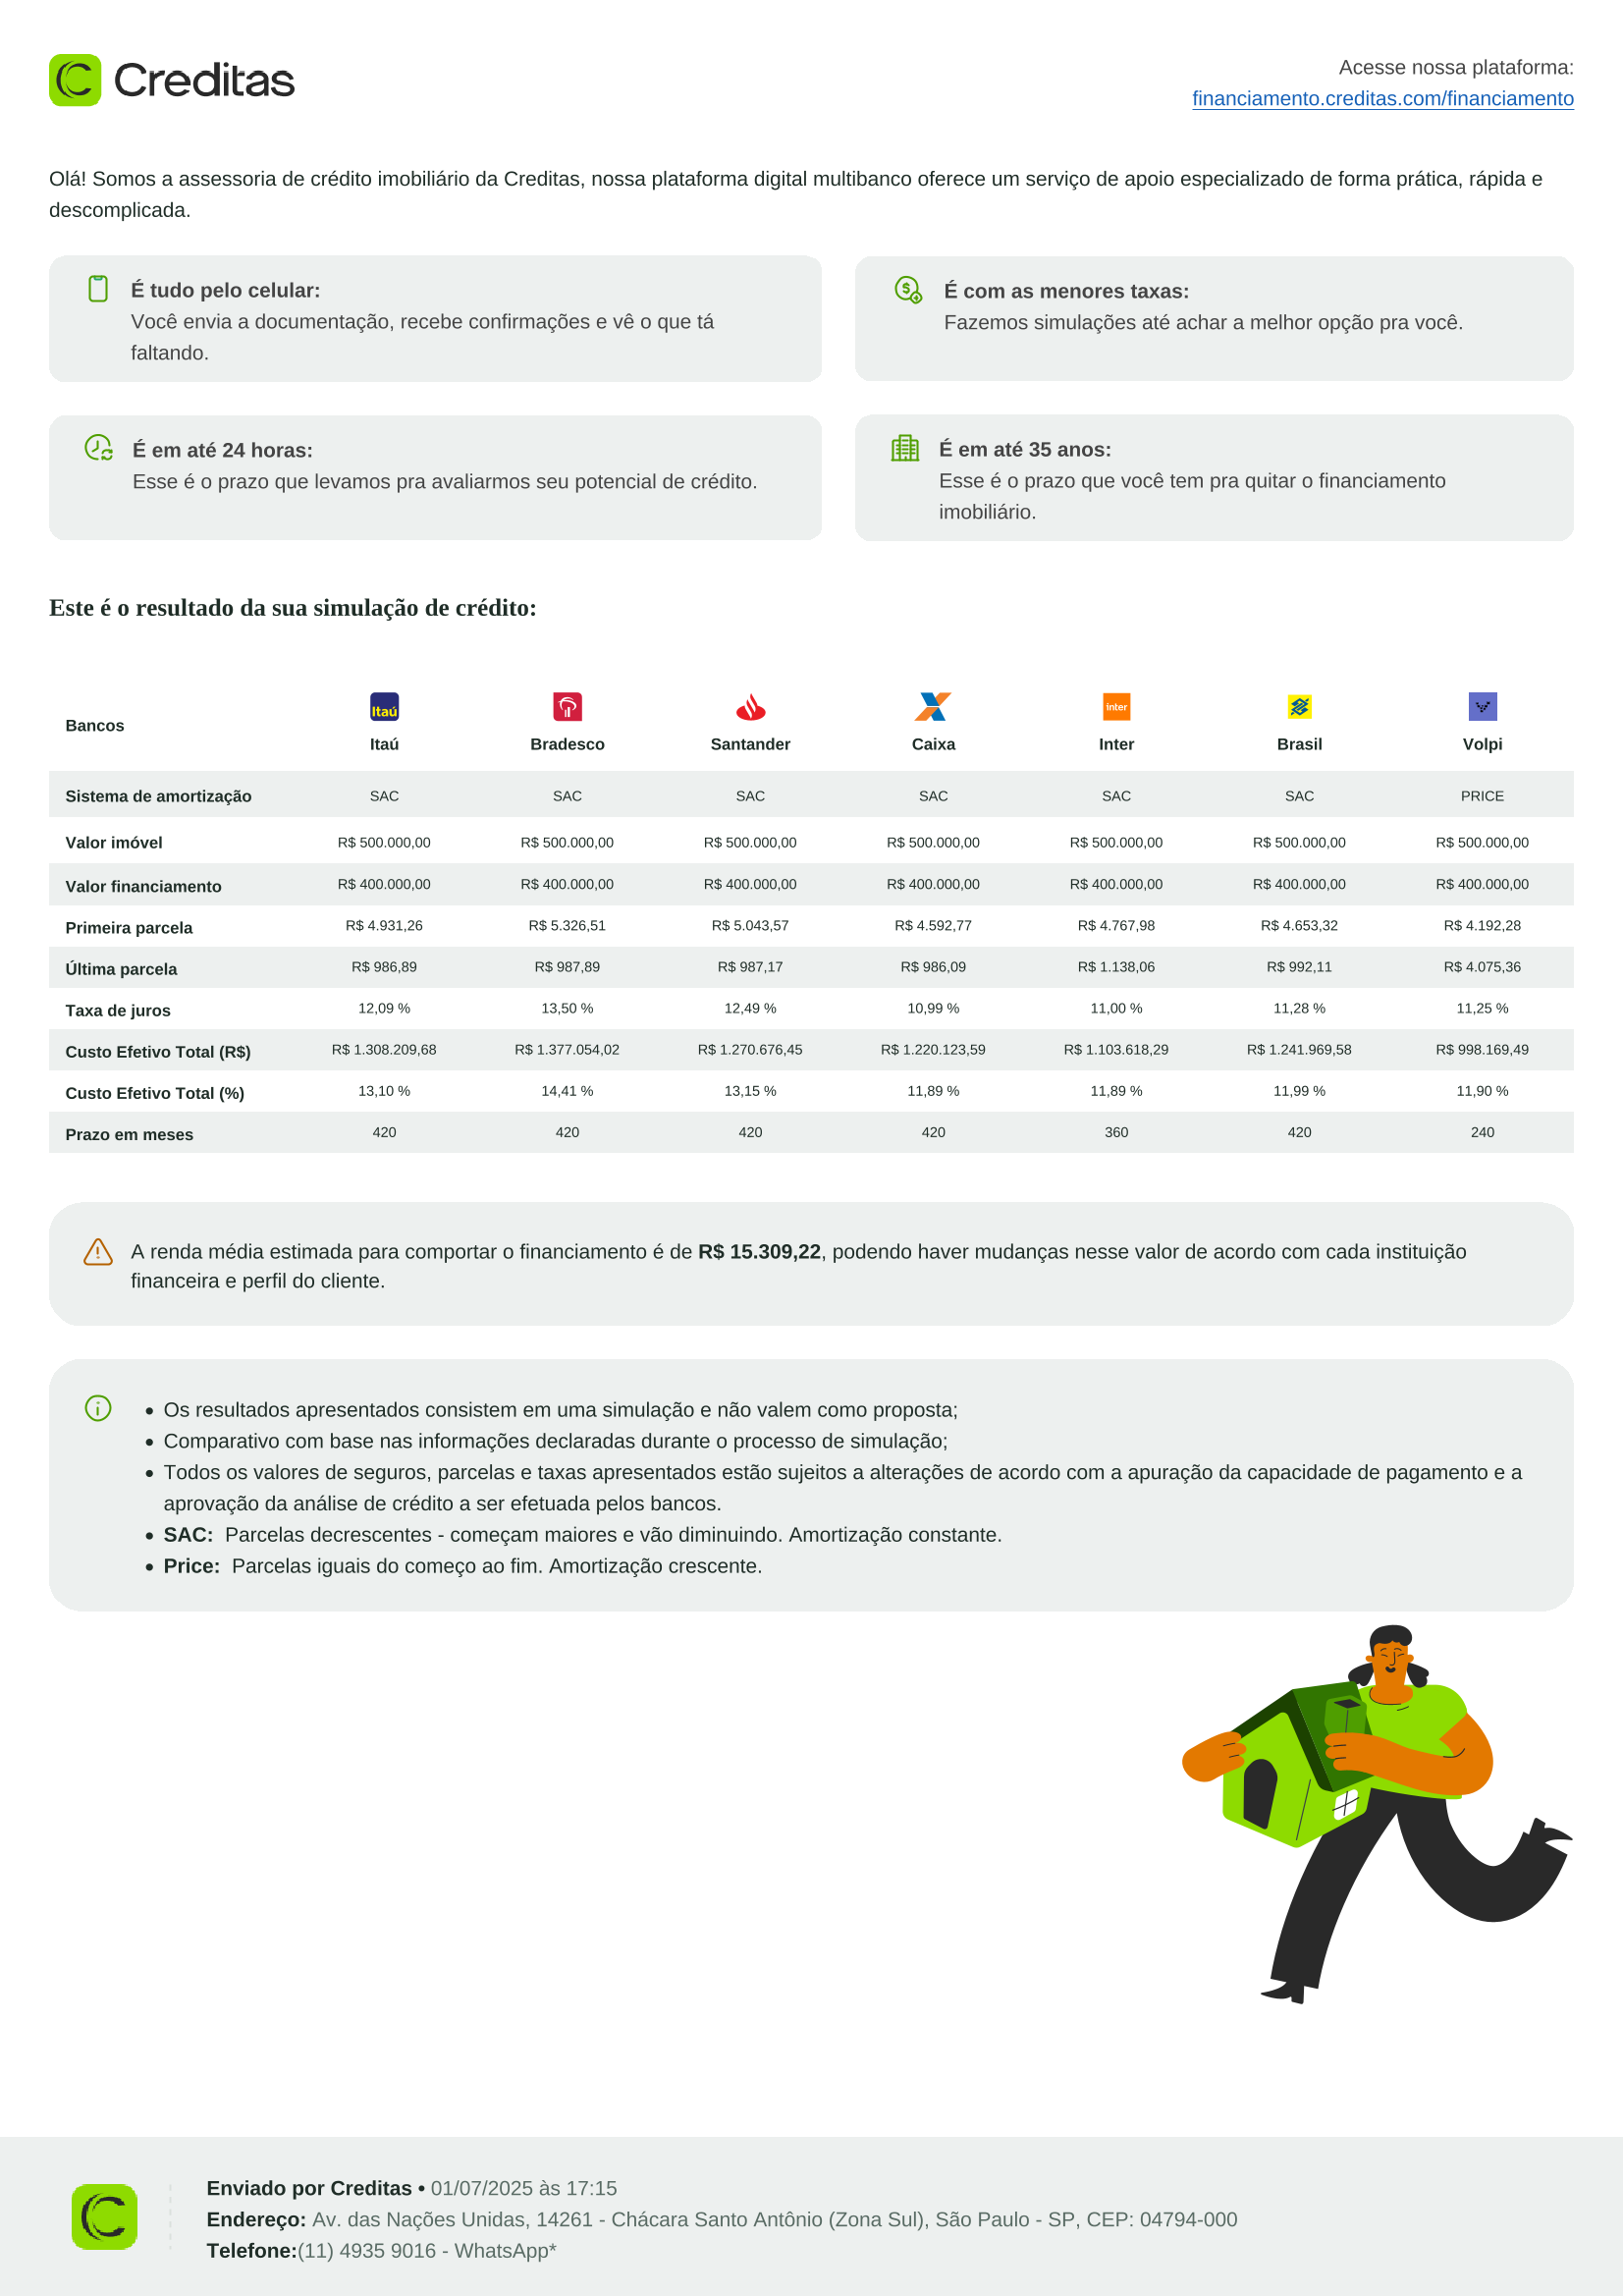 Creditas
Acesse nossa plataforma:
financiamento.creditas.com/financiamento
Olá! Somos a assessoria de crédito imobiliário da Creditas, nossa plataforma digital multibanco oferece um serviço de apoio especializado de forma prática, rápida e
descomplicada.
É tudo pelo celular:
Você envia a documentação, recebe confirmações e vê o que tá
faltando.
É com as menores taxas:
Fazemos simulações até achar a melhor opção pra você.
É em até 24 horas:
Esse é o prazo que levamos pra avaliarmos seu potencial de crédito.
É em até 35 anos:
Esse é o prazo que você tem pra quitar o financiamento
imobiliário.
Este é o resultado da sua simulação de crédito:
Itaú inter
Bancos Itaú Bradesco Santander Caixa Inter Brasil Volpi
Sistema de amortização SAC SAC SAC SAC SAC SAC PRICE
Valor imóvel R$ 500.000,00 R$ 500.000,00 R$ 500.000,00 R$ 500.000,00 R$ 500.000,00 R$ 500.000,00 R$ 500.000,00
Valor financiamento R$ 400.000,00 R$ 400.000,00 R$ 400.000,00 R$ 400.000,00 R$ 400.000,00 R$ 400.000,00 R$ 400.000,00
Primeira parcela R$ 4.931,26 R$ 5.326,51 R$ 5.043,57 R$ 4.592,77 R$ 4.767,98 R$ 4.653,32 R$ 4.192,28
Última parcela R$ 986,89 R$ 987,89 R$ 987,17 R$ 986,09 R$ 1.138,06 R$ 992,11 R$ 4.075,36
Taxa de juros 12,09 % 13,50 % 12,49 % 10,99 % 11,00 % 11,28 % 11,25 %
Custo Efetivo Total (R$) R$ 1.308.209,68 R$ 1.377.054,02 R$ 1.270.676,45 R$ 1.220.123,59 R$ 1.103.618,29 R$ 1.241.969,58 R$ 998.169,49
Custo Efetivo Total (%) 13,10 % 14,41 % 13,15 % 11,89 % 11,89 % 11,99 % 11,90 %
Prazo em meses 420 420 420 420 360 420 240
A renda média estimada para comportar o financiamento é de R$ 15.309,22, podendo haver mudanças nesse valor de acordo com cada instituição
financeira e perfil do cliente.
• Os resultados apresentados consistem em uma simulação e não valem como proposta;
• Comparativo com base nas informações declaradas durante o processo de simulação;
• Todos os valores de seguros, parcelas e taxas apresentados estão sujeitos a alterações de acordo com a apuração da capacidade de pagamento e a
aprovação da análise de crédito a ser efetuada pelos bancos.
• SAC: Parcelas decrescentes - começam maiores e vão diminuindo. Amortização constante.
• Price: Parcelas iguais do começo ao fim. Amortização crescente.
Enviado por Creditas • 01/07/2025 às 17:15
Endereço: Av. das Nações Unidas, 14261 - Chácara Santo Antônio (Zona Sul), São Paulo - SP, CEP: 04794-000
Telefone:(11) 4935 9016 - WhatsApp*